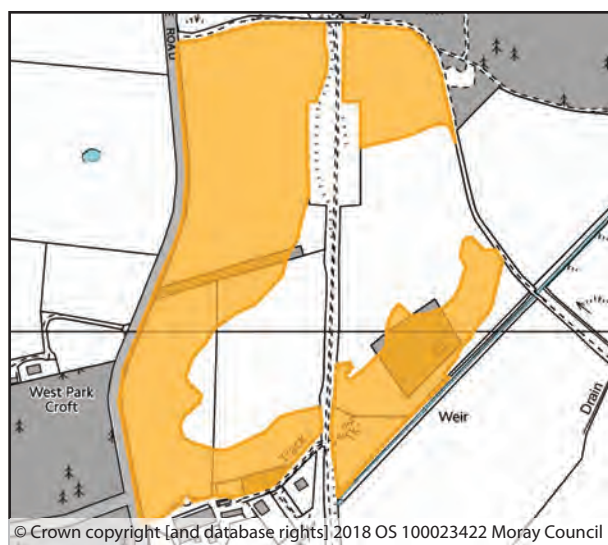 ROAD
West Park
Croft
Track
Weir
Drain
© Crown copyright [and database rights] 2018 OS 100023422 Moray Council